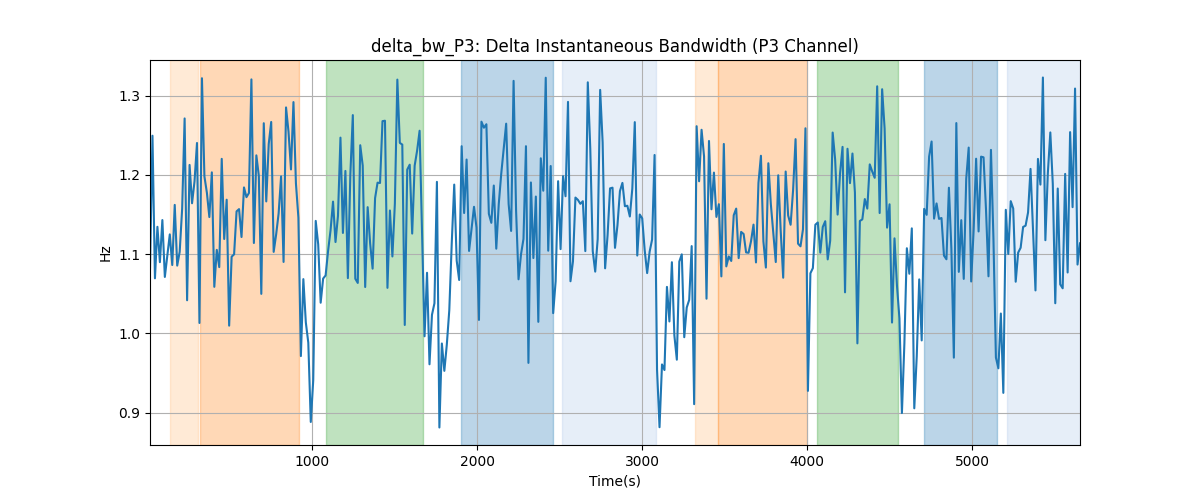 delta_bw_P3: Delta Instantaneous Bandwidth (P3 Channel)
Hz
1.3
1.2
1.1
1.0
0.9
1000 2000 3000 4000 5000
Time(s)